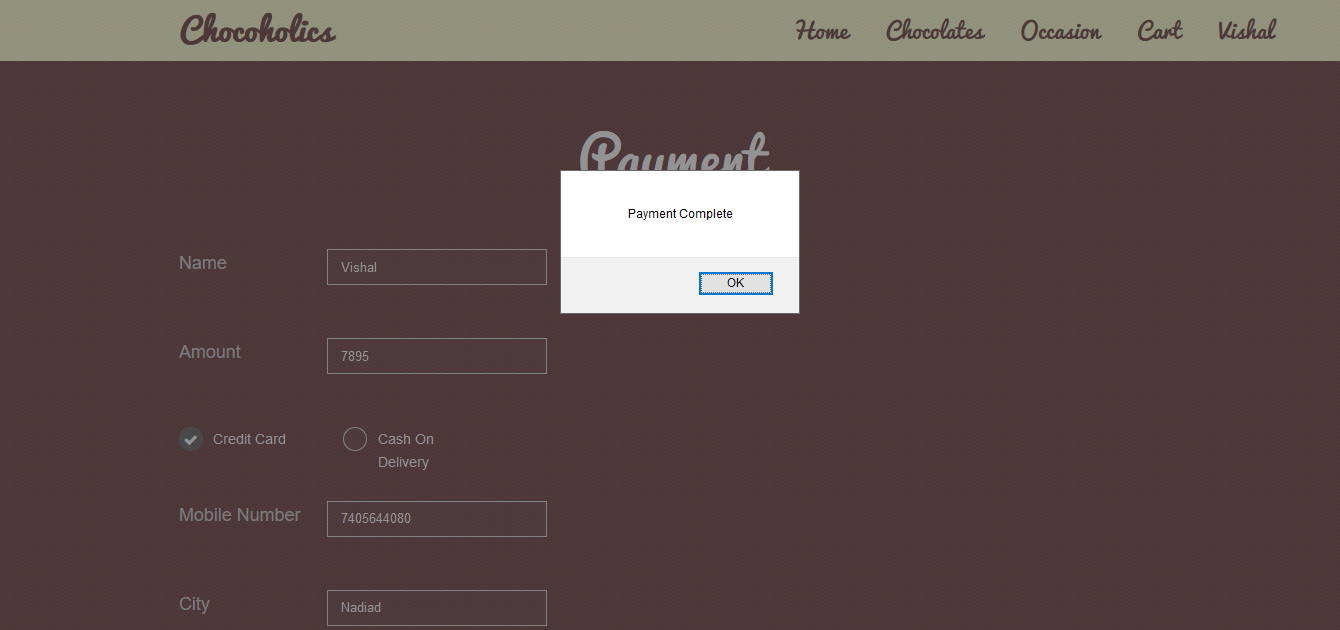 Chocoholics
Home Chocolates Occasion Cart Vishal
Payment
Payment Complete
OK
Name Vishal
Amount 7895
Credit Card Cash On
Delivery
Mobile Number 7405644080
City Nadiad